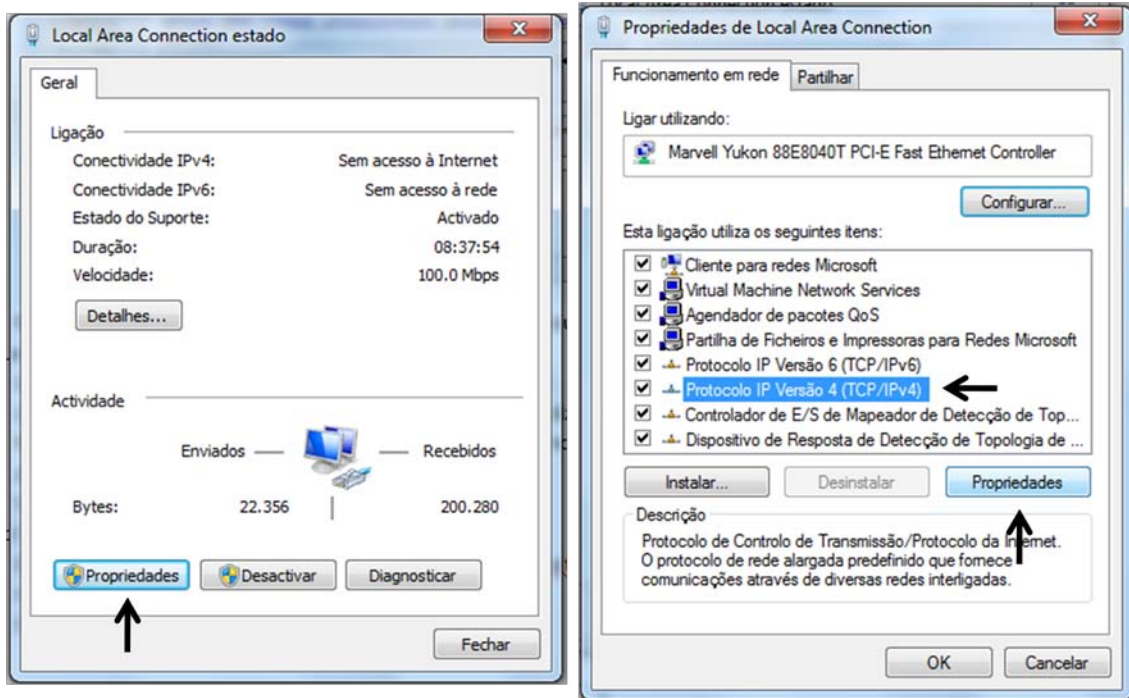 Local Area Connection estado
Geral
Ligação
Conectividade IPv4: Sem acesso à Internet
Conectividade IPv6: Sem acesso à rede
Estado do Suporte: Activado
Duração: 08:37:54
Velocidade: 100.0 Mbps
Detalhes...
Actividade
Enviados Recebidos
Bytes: 22.356 200.280
Propriedades Desactivar Diagnosticar
Fechar
Propriedades de Local Area Connection
Funcionamento em rede Partilhar
Ligar utilizando:
Marvell Yukon 88E8040T PCI-E Fast Ethernet Controller
Configurar...
Esta ligação utiliza os seguintes itens:
Cliente para redes Microsoft
Virtual Machine Network Services
Agendador de pacotes QoS
Partilha de Ficheiros e Impressoras para Redes Microsoft
Protocolo IP Versão 6 (TCP/IPv6)
Protocolo IP Versão 4 (TCP/IPv4)
Controlador de E/S de Mapeador de Detecção de Top...
Dispositivo de Resposta de Detecção de Topologia de ...
Instalar... Desinstalar Propriedades
Descrição
Protocolo de Controlo de Transmissão/Protocolo da Internet.
O protocolo de rede alargada predefinido que fornece
comunicações através de diversas redes interligadas.
OK Cancelar